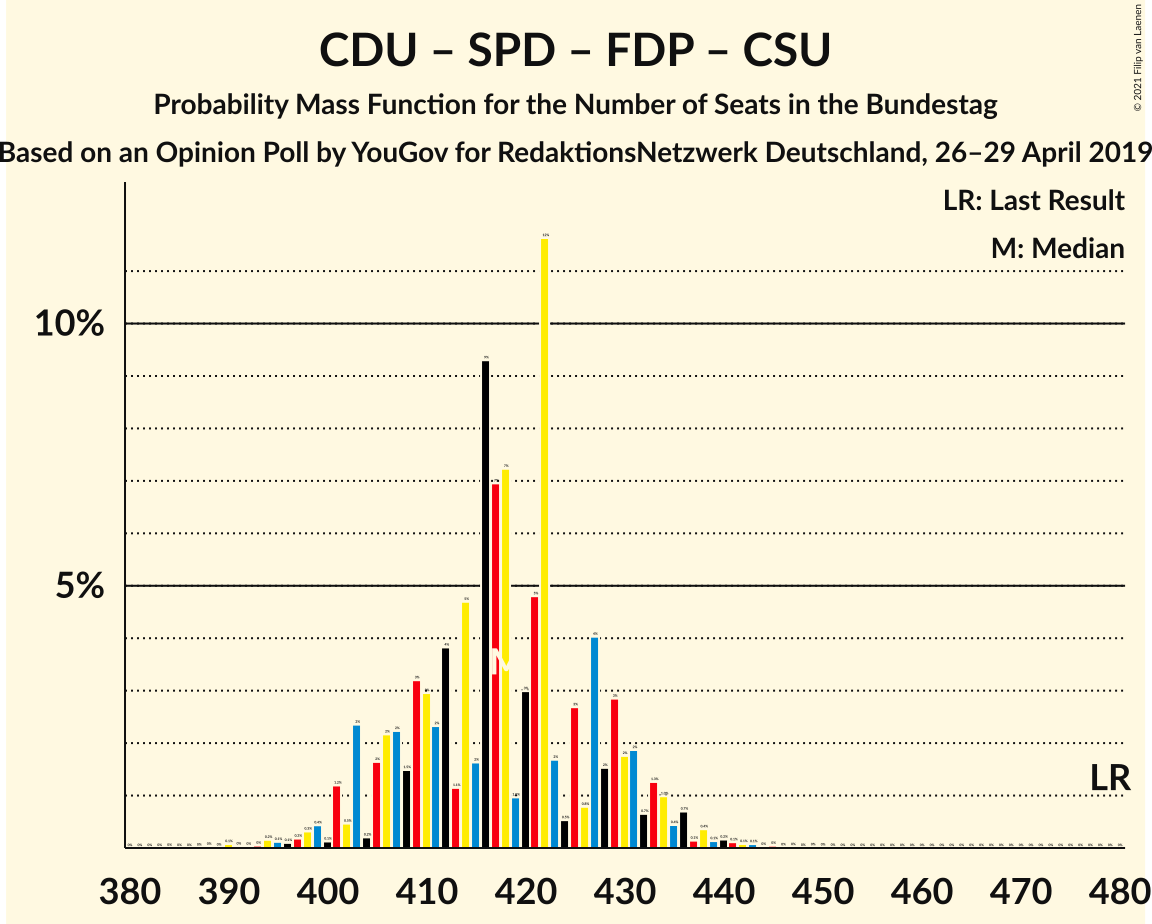 CDU – SPD – FDP – CSU
Probability Mass Function for the Number of Seats in the Bundestag
Based on an Opinion Poll by YouGov for RedaktionsNetzwerk Deutschland, 26–29 April 2019
© 2021 Filip van Laenen
LR: Last Result
M: Median
10%
5%
M
LR
380 390 400 410 420 430 440 450 460 470 480